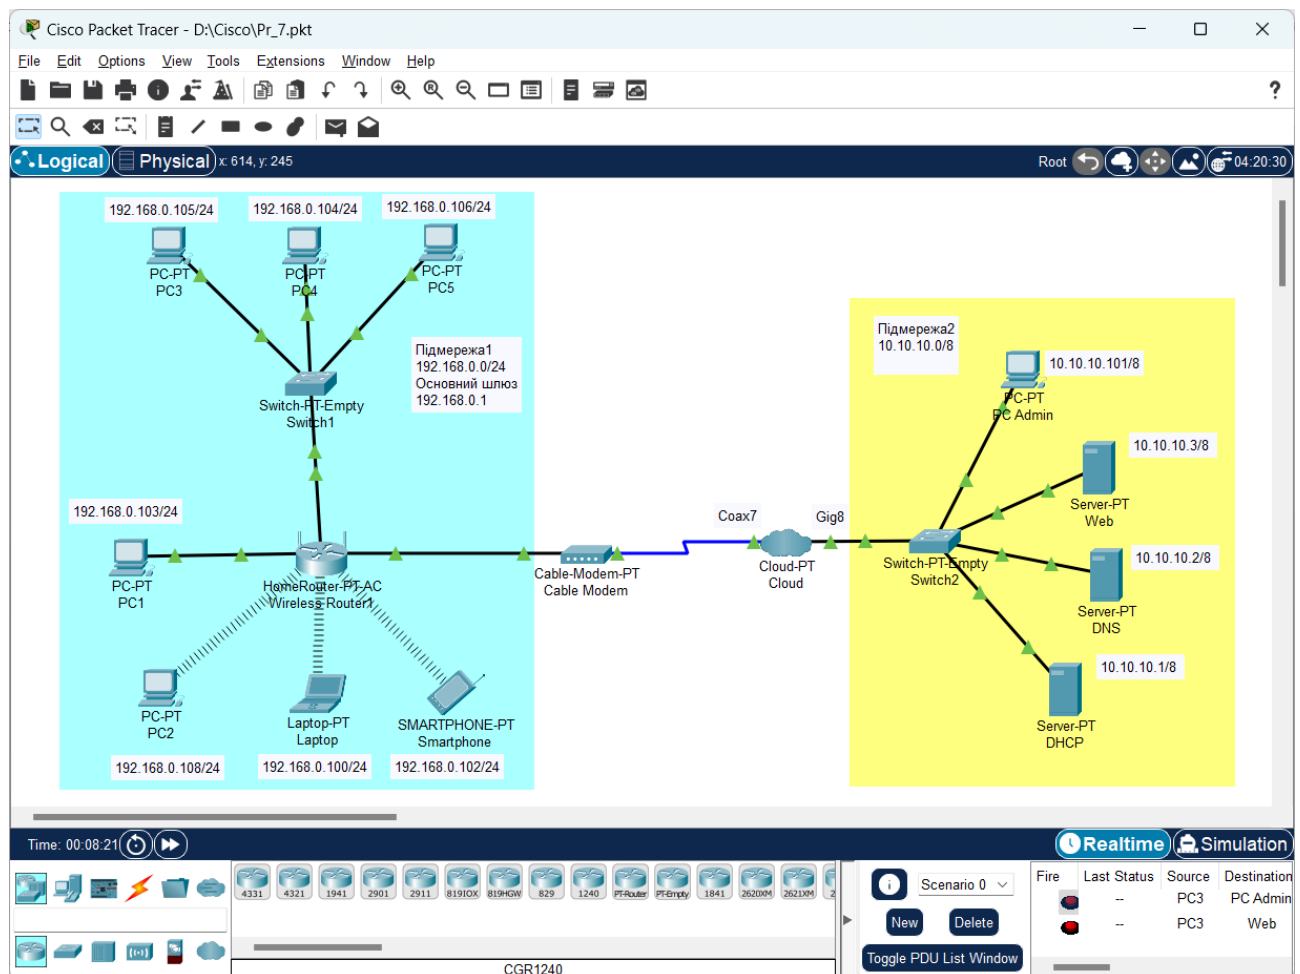 Cisco Packet Tracer - D:\Cisco\Pr_7.pkt
File Edit Options View Tools Extensions Window Help
Logical Physical x: 614, y: 245 Root 04:20:30
192.168.0.105/24 192.168.0.104/24 192.168.0.106/24
PC-PT
PC3
PC-PT
PC4
PC-PT
PC5
Підмережа1
192.168.0.0/24
Основний шлюз
192.168.0.1
Switch-PT-Empty
Switch1
192.168.0.103/24
PC-PT
PC1
HomeRouter-PT-AC
Wireless Router1
Cable-Modem-PT
Cable Modem
Coax7
Gig8
Cloud-PT
Cloud
PC-PT
PC2
Laptop-PT
Laptop
SMARTPHONE-PT
Smartphone
192.168.0.108/24 192.168.0.100/24 192.168.0.102/24
Підмережа2
10.10.10.0/8
10.10.10.101/8
PC-PT
PC Admin
10.10.10.3/8
Server-PT
Web
Switch-PT-Empty
Switch2
10.10.10.2/8
Server-PT
DNS
10.10.10.1/8
Server-PT
DHCP
Time: 00:08:21 Realtime Simulation
4331 4321 1941 2901 2911 819IOX 819HGW 829 1240 PT-Router PT-Empty 1841 2620XM 2621XM 2
CGR1240
Scenario 0
New Delete
Toggle PDU List Window
Fire Last Status Source Destination
-- PC3 PC Admin
-- PC3 Web